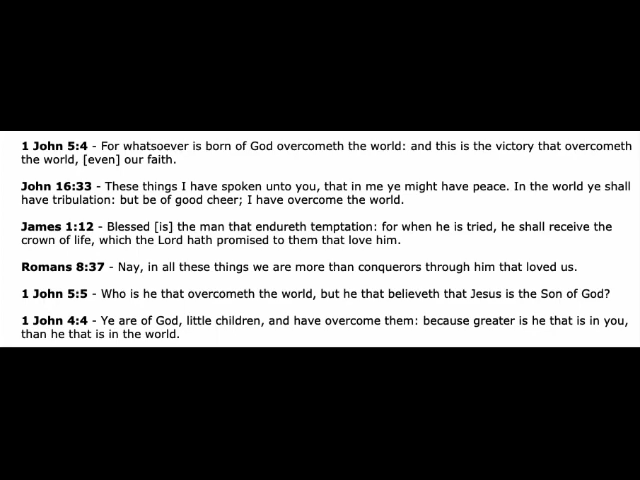 1 John 5:4 - For whatsoever is born of God overcometh the world: and this is the victory that overcometh
the world, [even] our faith.
John 16:33 - These things I have spoken unto you, that in me ye might have peace. In the world ye shall
have tribulation: but be of good cheer; I have overcome the world.
James 1:12 - Blessed [is] the man that endureth temptation: for when he is tried, he shall receive the
crown of life, which the Lord hath promised to them that love him.
Romans 8:37 - Nay, in all these things we are more than conquerors through him that loved us.
1 John 5:5 - Who is he that overcometh the world, but he that believeth that Jesus is the Son of God?
1 John 4:4 - Ye are of God, little children, and have overcome them: because greater is he that is in you,
than he that is in the world.